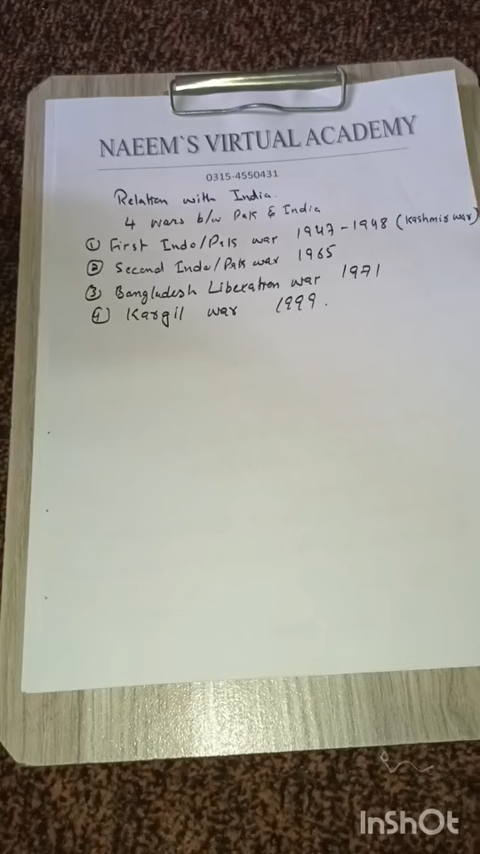 NAEEM`S VIRTUAL ACADEMY
0315-4550431
Relation with India.
4 wars b/w Pak & India
① First Indo/Pak war 1947-1948 (Kashmir war)
② Second Indo/Pak war 1965
③ Bangladesh Liberation war 1971
④ Kargil war 1999.
InShOt